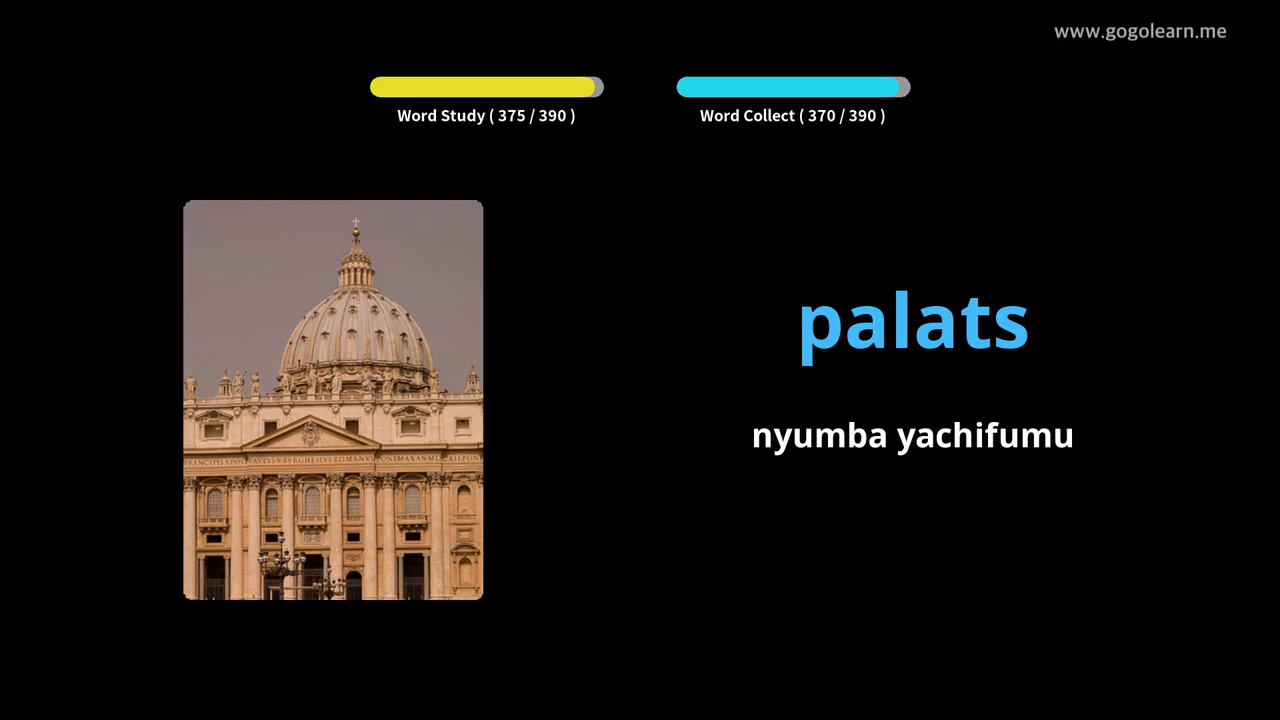 www.gogolearn.me
Word Study ( 375 / 390 )
Word Collect ( 370 / 390 )
palats
nyumba yachifumu